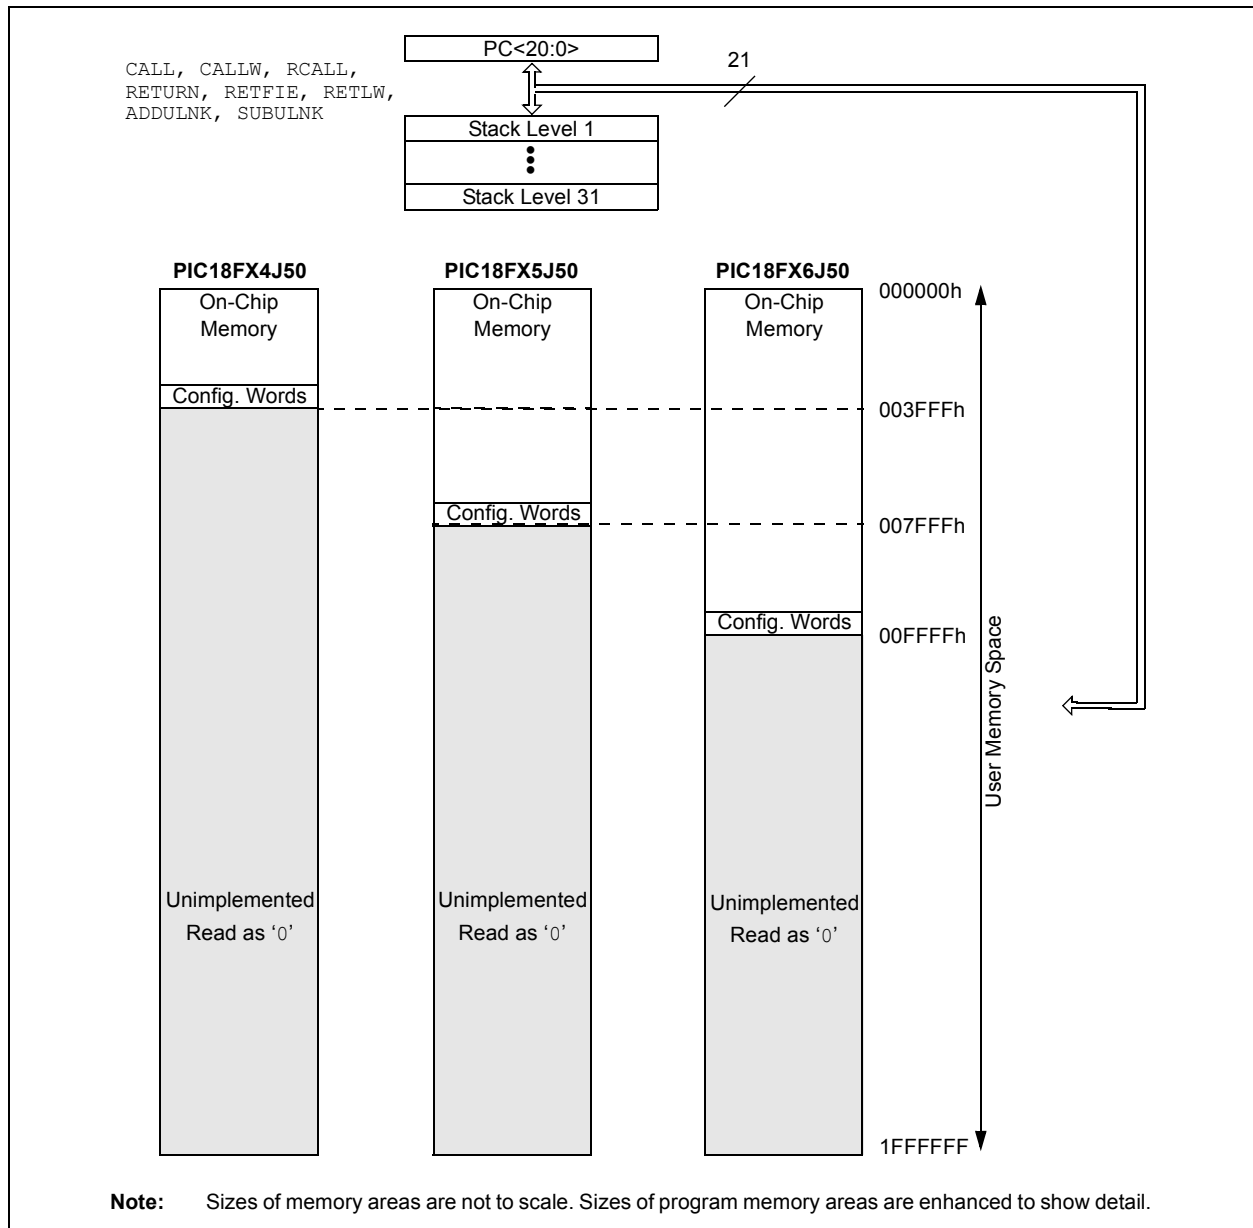 PC<20:0>
21
CALL, CALLW, RCALL,
RETURN, RETFIE, RETLW,
ADDULNK, SUBULNK
Stack Level 1
Stack Level 31
PIC18FX4J50
PIC18FX5J50
PIC18FX6J50
On-Chip
Memory
On-Chip
Memory
On-Chip
Memory
000000h
Config. Words
003FFFh
Config. Words
007FFFh
Config. Words
00FFFFh
User Memory Space
Unimplemented
Read as ‘0’
Unimplemented
Read as ‘0’
Unimplemented
Read as ‘0’
1FFFFFF
Note: Sizes of memory areas are not to scale. Sizes of program memory areas are enhanced to show detail.